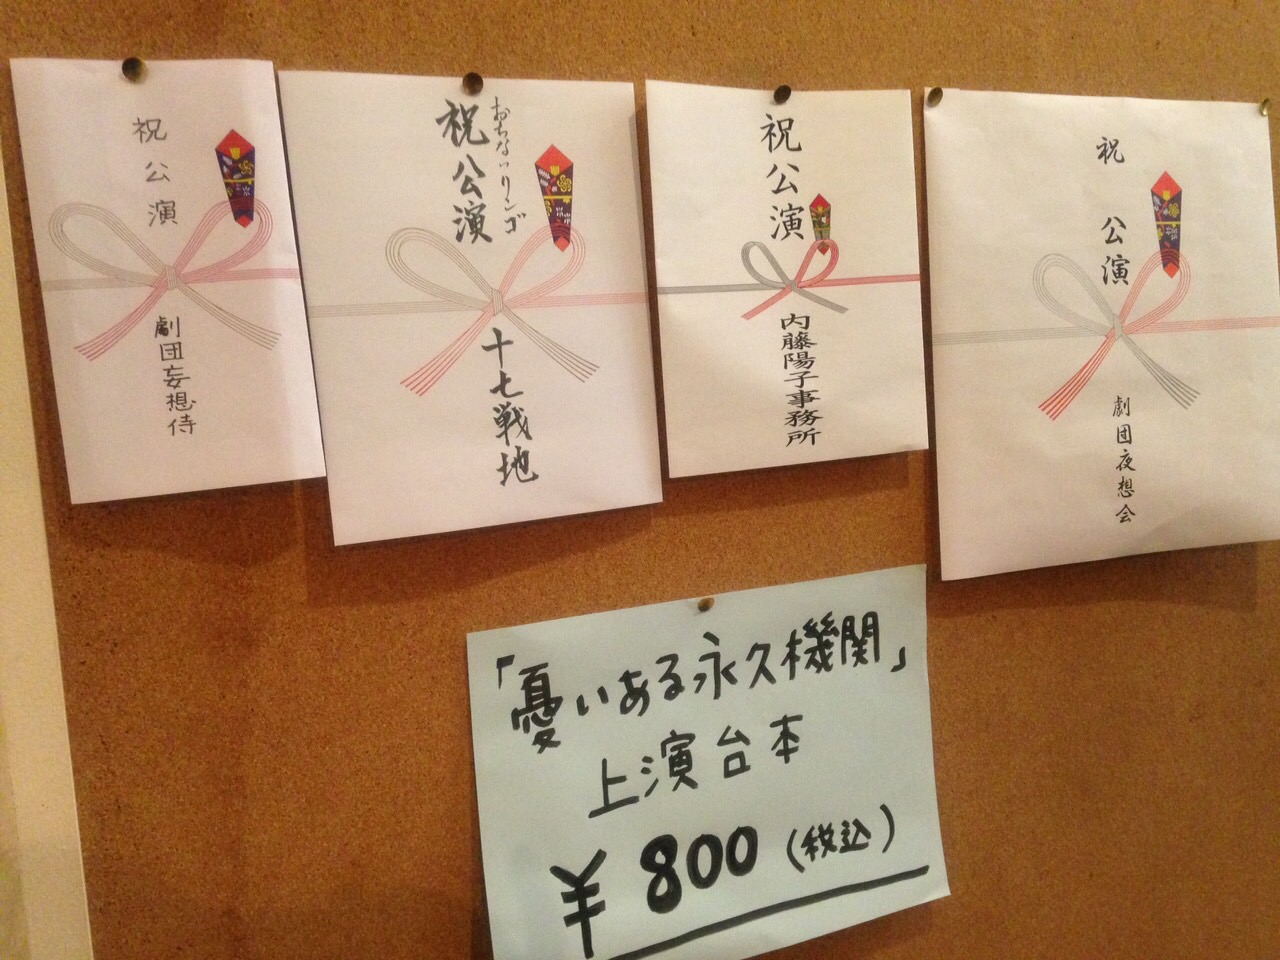 祝公演
劇団妄想侍
おちないリンゴ
祝公演
十七戦地
祝公演
内藤陽子事務所
祝 公演
劇団夜想会
「憂いある永久機関」
上演台本
¥800(税込)